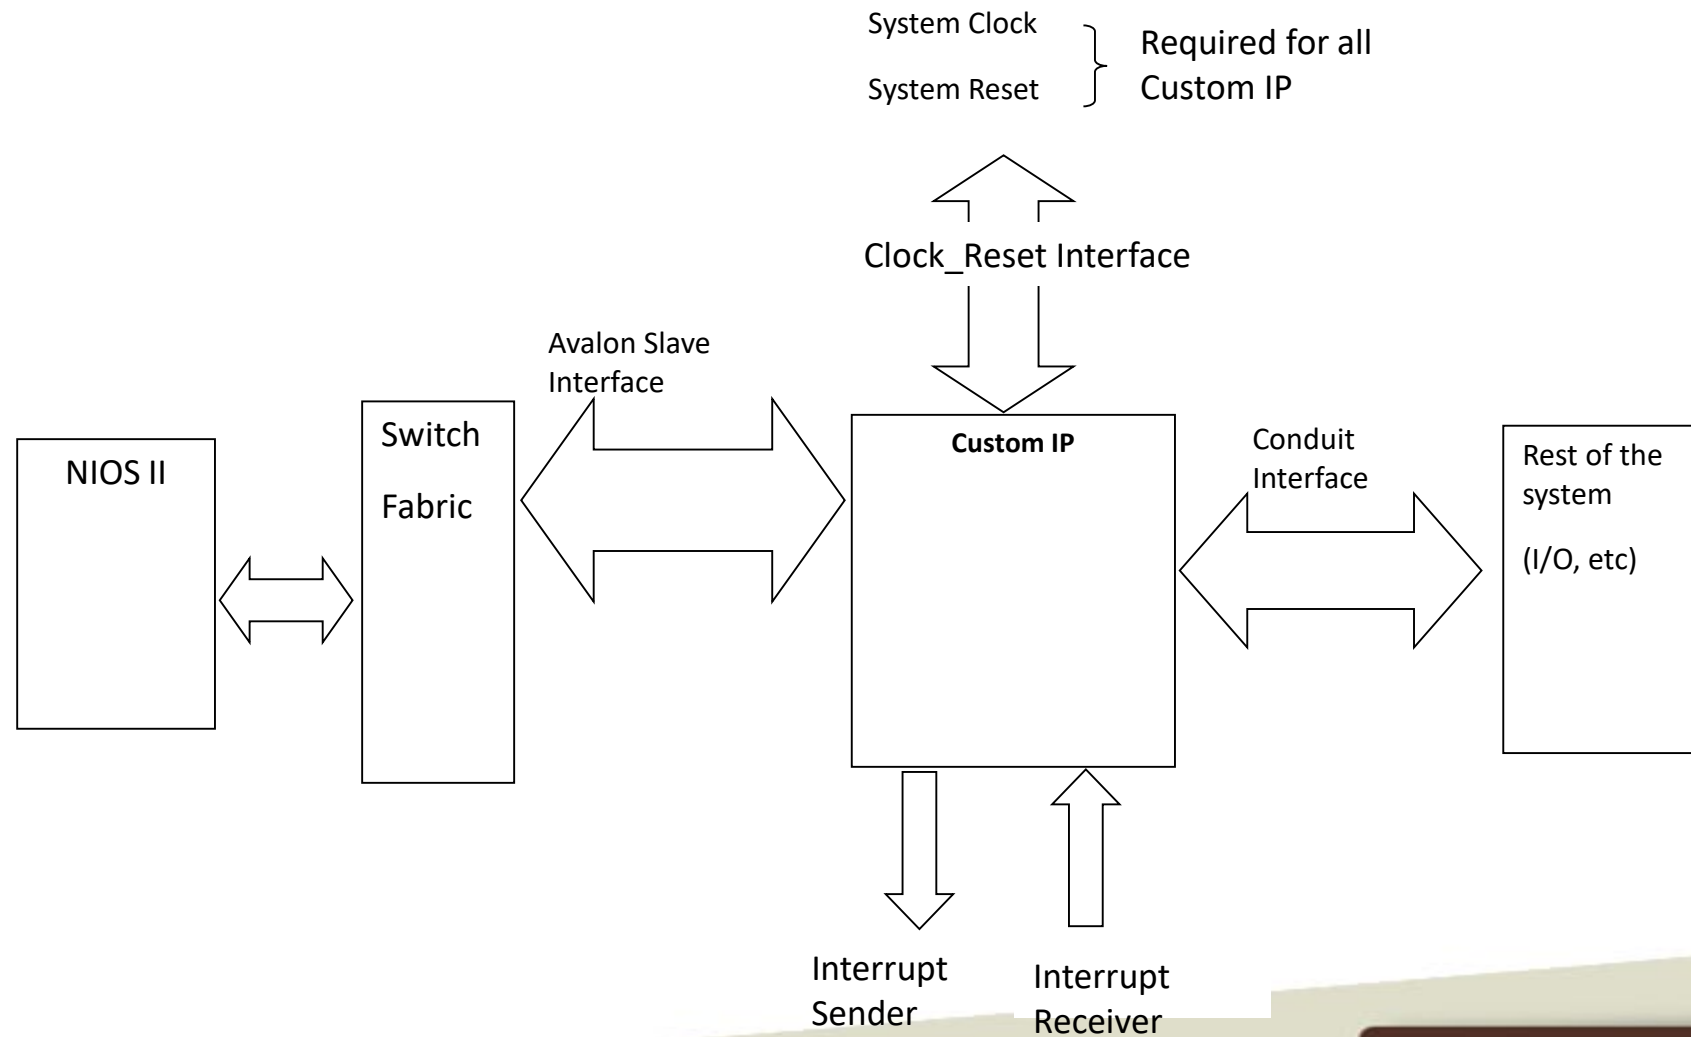 System Clock
System Reset
Required for all
Custom IP
Clock_Reset Interface
Avalon Slave
Interface
NIOS II
Switch
Fabric
Custom IP
Conduit
Interface
Rest of the
system
(I/O, etc)
Interrupt
Sender
Interrupt
Receiver